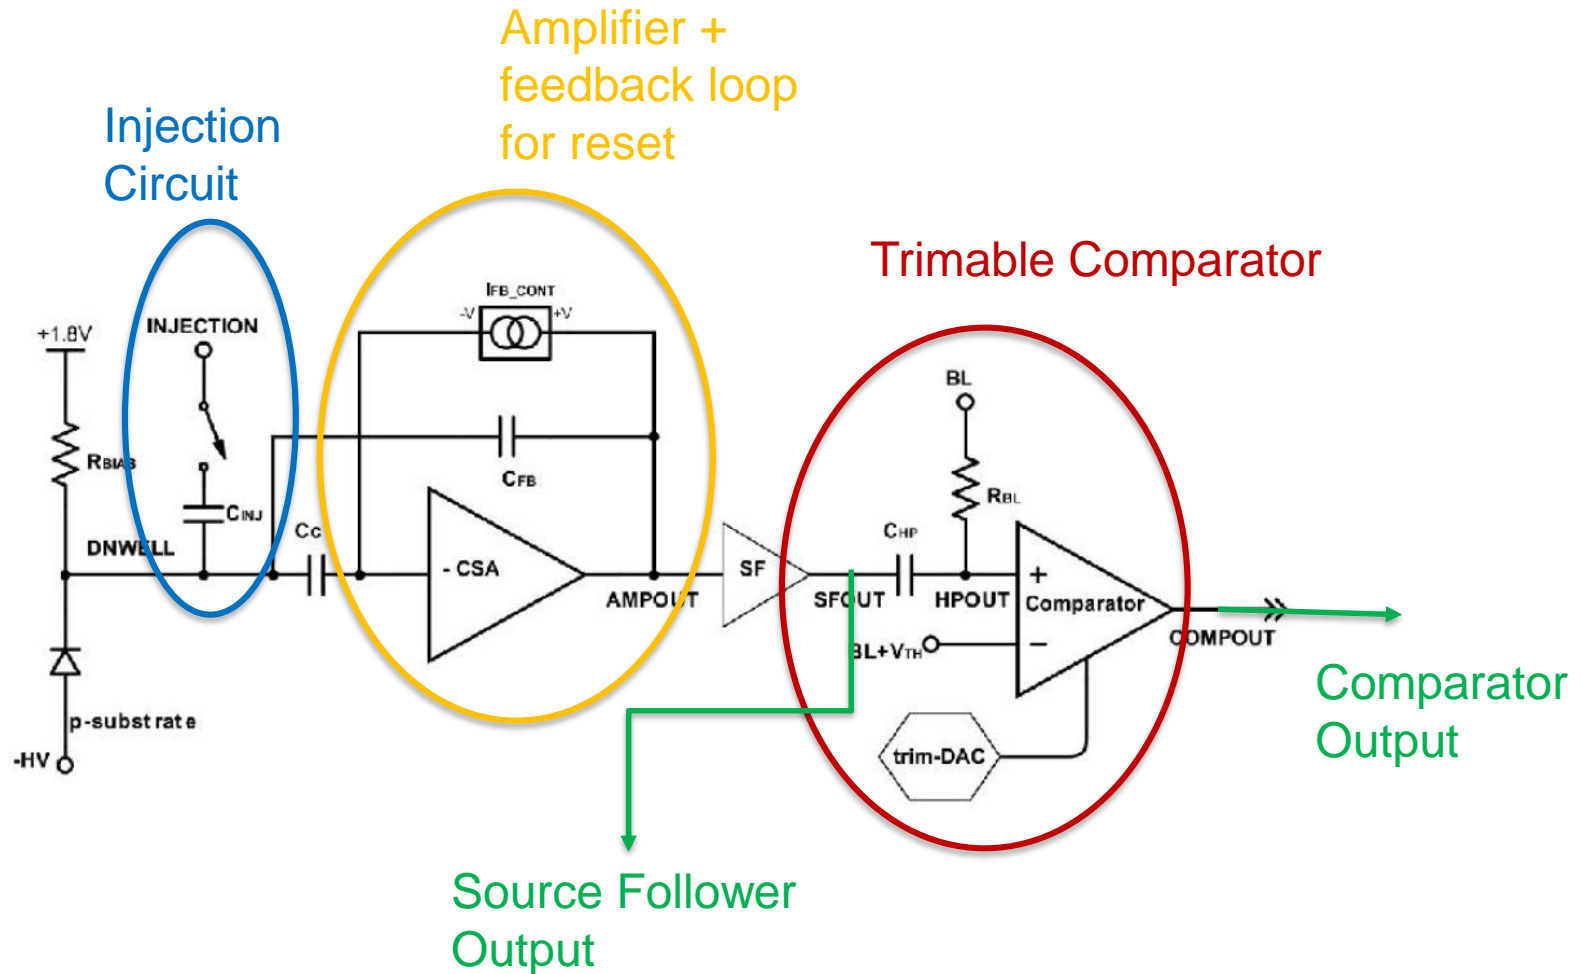 Amplifier +
feedback loop
for reset
Injection
Circuit
Trimable Comparator
IFB_CONT
-V
+V
+1.8V
INJECTION
BL
RBIAS
CFB
RBL
CINJ
CC
CHP
DNWELL
- CSA
SF
+
AMPOUT
SFOUT
HPOUT
Comparator
BL+VTH
−
COMPOUT
Comparator
Output
p-substrate
trim-DAC
-HV
Source Follower
Output